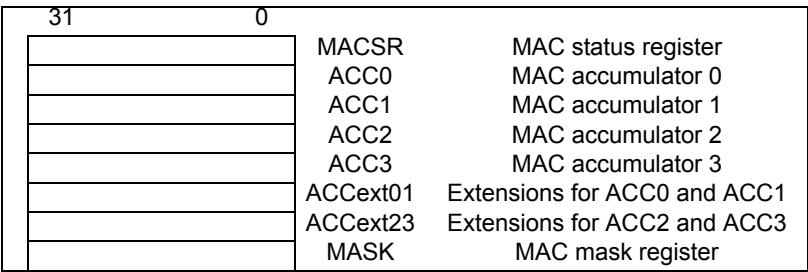 31 0
MACSR MAC status register
ACC0 MAC accumulator 0
ACC1 MAC accumulator 1
ACC2 MAC accumulator 2
ACC3 MAC accumulator 3
ACCext01 Extensions for ACC0 and ACC1
ACCext23 Extensions for ACC2 and ACC3
MASK MAC mask register